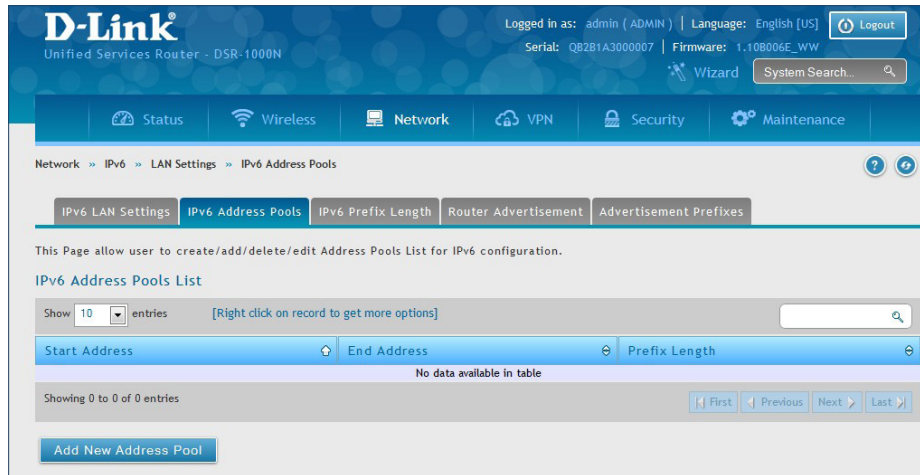 D-Link®
Logged in as: admin ( ADMIN ) | Language: English [US]
Logout
Unified Services Router - DSR-1000N
Serial: QB2B1A3000007 | Firmware: 1.10B006E_WW
Wizard
System Search...
Status
Wireless
Network
VPN
Security
Maintenance
Network » IPv6 » LAN Settings » IPv6 Address Pools
?
IPv6 LAN Settings
IPv6 Address Pools
IPv6 Prefix Length
Router Advertisement
Advertisement Prefixes
This Page allow user to create/add/delete/edit Address Pools List for IPv6 configuration.
IPv6 Address Pools List
Show 10 entries [Right click on record to get more options]
Start Address
End Address
Prefix Length
No data available in table
Showing 0 to 0 of 0 entries
First
Previous
Next
Last
Add New Address Pool